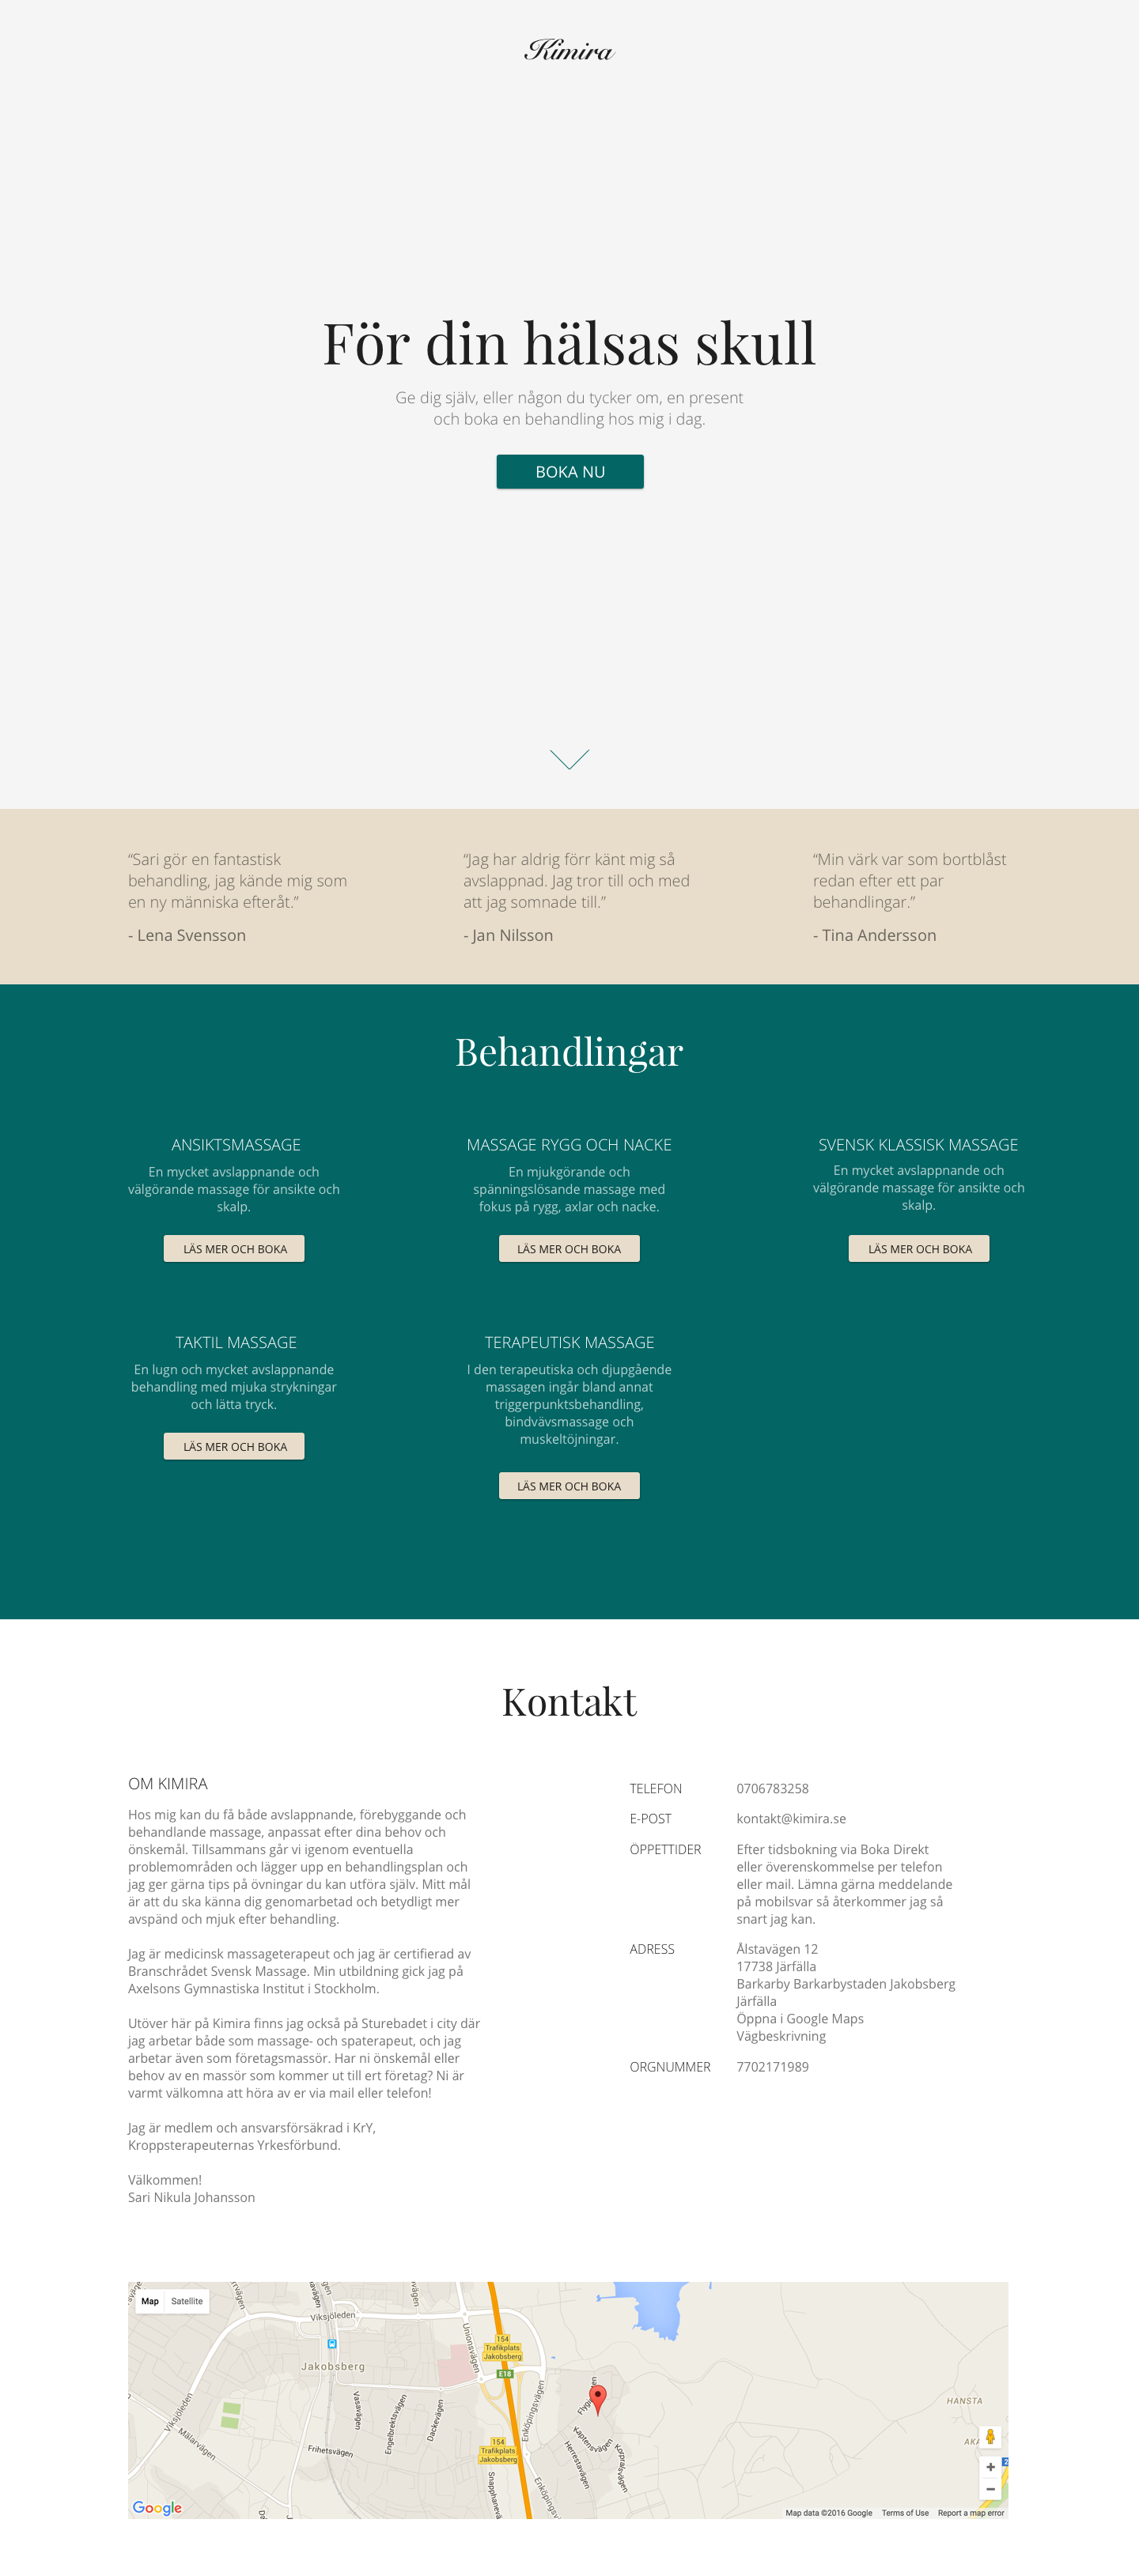 Kimira
För din hälsas skull
Ge dig själv, eller någon du tycker om, en present
och boka en behandling hos mig i dag.
BOKA NU
“Sari gör en fantastisk
behandling, jag kände mig som
en ny människa efteråt.”
- Lena Svensson
“Jag har aldrig förr känt mig så
avslappnad. Jag tror till och med
att jag somnade till.”
- Jan Nilsson
“Min värk var som bortblåst
redan efter ett par
behandlingar.”
- Tina Andersson
Behandlingar
ANSIKTSMASSAGE
En mycket avslappnande och
välgörande massage för ansikte och
skalp.
LÄS MER OCH BOKA
MASSAGE RYGG OCH NACKE
En mjukgörande och
spänningslösande massage med
fokus på rygg, axlar och nacke.
LÄS MER OCH BOKA
SVENSK KLASSISK MASSAGE
En mycket avslappnande och
välgörande massage för ansikte och
skalp.
LÄS MER OCH BOKA
TAKTIL MASSAGE
En lugn och mycket avslappnande
behandling med mjuka strykningar
och lätta tryck.
LÄS MER OCH BOKA
TERAPEUTISK MASSAGE
I den terapeutiska och djupgående
massagen ingår bland annat
triggerpunktsbehandling,
bindvävsmassage och
muskeltöjningar.
LÄS MER OCH BOKA
Kontakt
OM KIMIRA
Hos mig kan du få både avslappnande, förebyggande och
behandlande massage, anpassat efter dina behov och
önskemål. Tillsammans går vi igenom eventuella
problemområden och lägger upp en behandlingsplan och
jag ger gärna tips på övningar du kan utföra själv. Mitt mål
är att du ska känna dig genomarbetad och betydligt mer
avspänd och mjuk efter behandling.
Jag är medicinsk massageterapeut och jag är certifierad av
Branschrådet Svensk Massage. Min utbildning gick jag på
Axelsons Gymnastiska Institut i Stockholm.
Utöver här på Kimira finns jag också på Sturebadet i city där
jag arbetar både som massage- och spaterapeut, och jag
arbetar även som företagsmassör. Har ni önskemål eller
behov av en massör som kommer ut till ert företag? Ni är
varmt välkomna att höra av er via mail eller telefon!
Jag är medlem och ansvarsförsäkrad i KrY,
Kroppsterapeuternas Yrkesförbund.
Välkommen!
Sari Nikula Johansson
TELEFON 0706783258
E-POST kontakt@kimira.se
ÖPPETTIDER Efter tidsbokning via Boka Direkt
eller överenskommelse per telefon
eller mail. Lämna gärna meddelande
på mobilsvar så återkommer jag så
snart jag kan.
ADRESS Ålstavägen 12
17738 Järfälla
Barkarby Barkarbystaden Jakobsberg
Järfälla
Öppna i Google Maps
Vägbeskrivning
ORGNUMMER 7702171989
Map Satellite
Viksjöleden
Jakobsberg
Unionsvägen
154
Trafikplats
Jakobsberg
E18
Viksjöleden
Mälarvägen
Vasavägen
Engelbrektsvägen
Dackevägen
Frihetsvägen
Enköpingsvägen
154
Trafikplats
Jakobsberg
Kaptensvägen
Herrestavägen
Korpralsvägen
Enköpingsv
Snapphanevä
HANSTA
AKA
Google
Map data ©2016 Google Terms of Use Report a map error